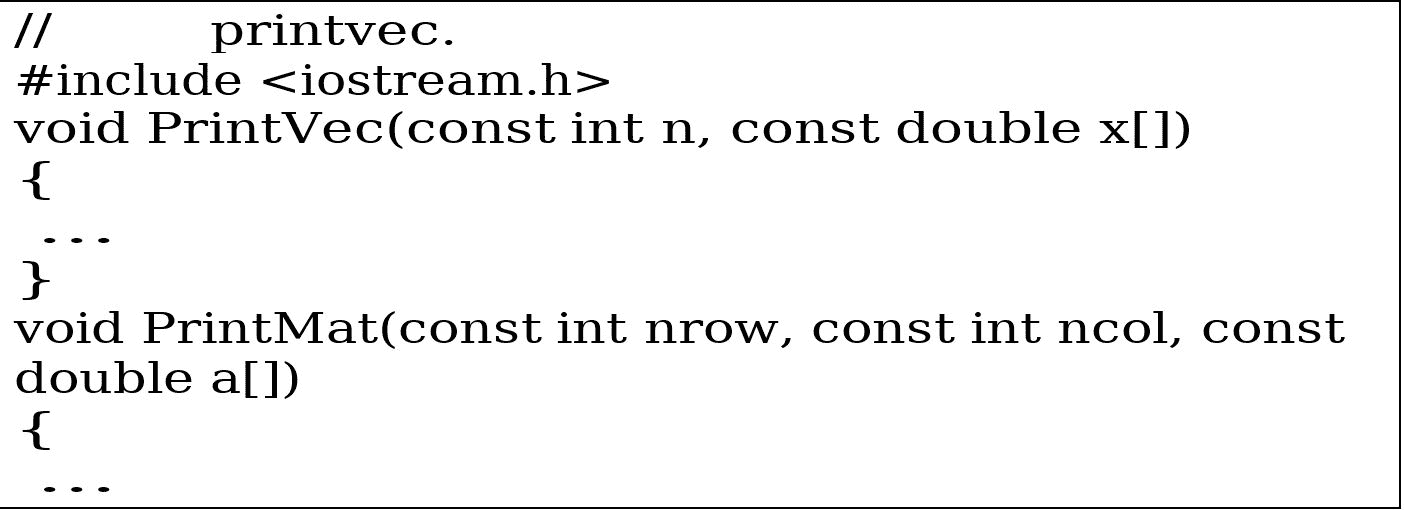 // printvec.
#include <iostream.h>
void PrintVec(const int n, const double x[])
{
...
}
void PrintMat(const int nrow, const int ncol, const
double a[])
{
...